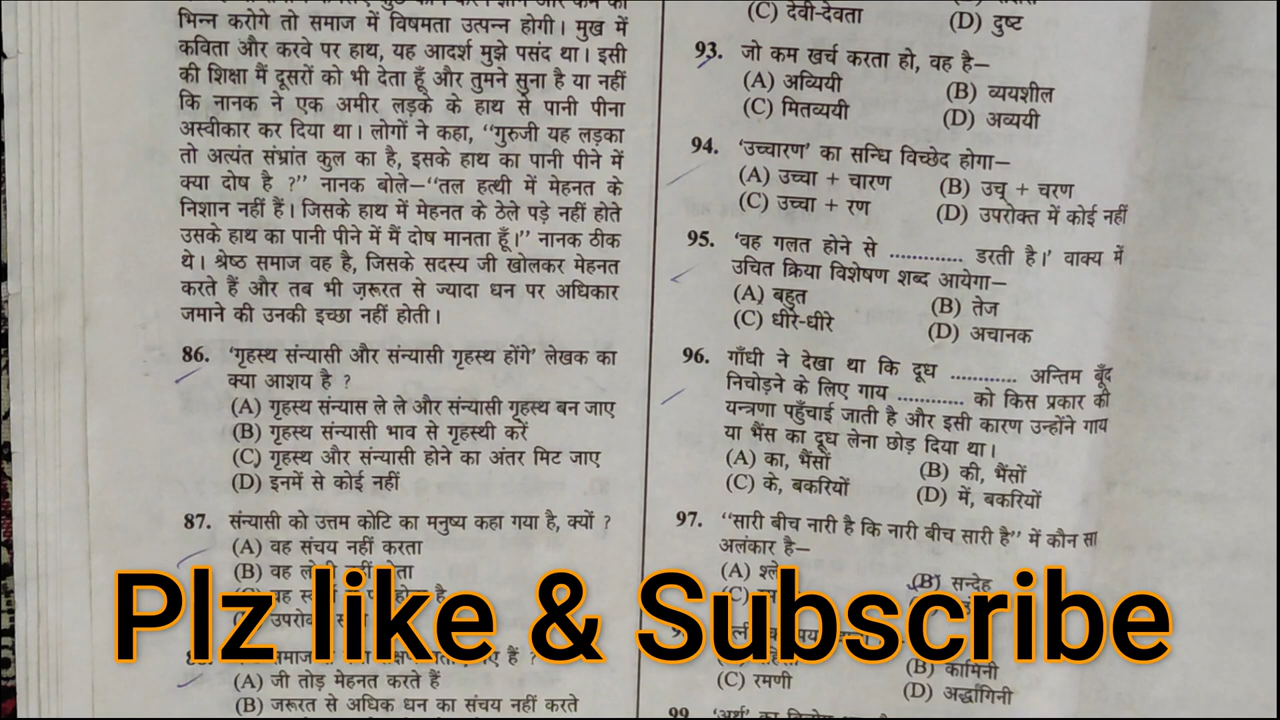 भिन्न करोगे तो समाज में विषमता उत्पन्न होगी। मुख में
कविता और करवे पर हाथ, यह आदर्श मुझे पसंद था। इसी
की शिक्षा मैं दूसरों को भी देता हूँ और तुमने सुना है या नहीं
कि नानक ने एक अमीर लड़के के हाथ से पानी पीना
अस्वीकार कर दिया था। लोगों ने कहा, ‘‘गुरुजी यह लड़का
तो अत्यंत संभ्रांत कुल का है, इसके हाथ का पानी पीने में
क्या दोष है ?’’ नानक बोले—‘‘तल हत्थी में मेहनत के
निशान नहीं हैं। जिसके हाथ में मेहनत के ठेले पड़े नहीं होते
उसके हाथ का पानी पीने में मैं दोष मानता हूँ।’’ नानक ठीक
थे। श्रेष्ठ समाज वह है, जिसके सदस्य जी खोलकर मेहनत
करते हैं और तब भी ज़रूरत से ज्यादा धन पर अधिकार
जमाने की उनकी इच्छा नहीं होती।
86. ‘गृहस्थ संन्यासी और संन्यासी गृहस्थ होंगे’ लेखक का
क्या आशय है ?
(A) गृहस्थ संन्यास ले ले और संन्यासी गृहस्थ बन जाए
(B) गृहस्थ संन्यासी भाव से गृहस्थी करें
(C) गृहस्थ और संन्यासी होने का अंतर मिट जाए
(D) इनमें से कोई नहीं
87. संन्यासी को उत्तम कोटि का मनुष्य कहा गया है, क्यों ?
(A) वह संचय नहीं करता
(B) वह
(A) जी तोड़ मेहनत करते हैं
(B) जरूरत से अधिक धन का संचय नहीं करते
(C) देवी-देवता
(D) दुष्ट
93. जो कम खर्च करता हो, वह है—
(A) अव्यियी
(B) व्ययशील
(C) मितव्ययी
(D) अव्ययी
94. ‘उच्चारण’ का सन्धि विच्छेद होगा—
(A) उच्चा + चारण
(B) उच् + चरण
(C) उच्चा + रण
(D) उपरोक्त में कोई नहीं
95. ‘वह गलत होने से ............. डरती है।’ वाक्य में
उचित क्रिया विशेषण शब्द आयेगा—
(A) बहुत
(B) तेज
(C) धीरे-धीरे
(D) अचानक
96. गाँधी ने देखा था कि दूध ............ अन्तिम बूँद
निचोड़ने के लिए गाय ............ को किस प्रकार की
यन्त्रणा पहुँचाई जाती है और इसी कारण उन्होंने गाय
या भैंस का दूध लेना छोड़ दिया था।
(A) का, भैंसों
(B) की, भैंसों
(C) के, बकरियों
(D) में, बकरियों
97. ‘‘सारी बीच नारी है कि नारी बीच सारी है’’ में कौन सा
अलंकार है—
(B) सन्देह
(B) कामिनी
(C) रमणी
(D) अर्द्धांगिनी
Plz like & Subscribe